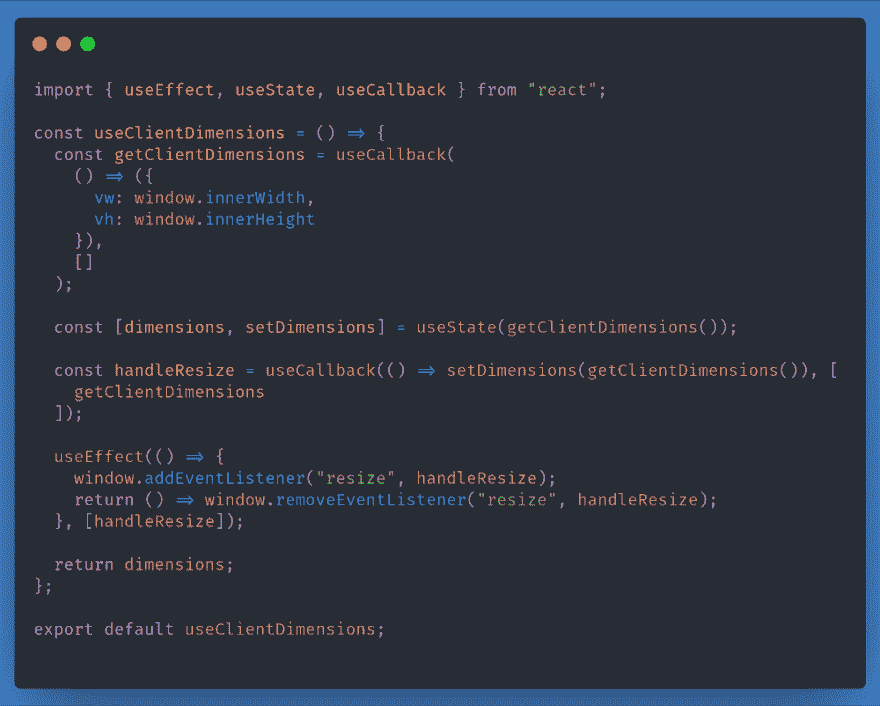 import { useEffect, useState, useCallback } from "react";

const useClientDimensions = () => {
  const getClientDimensions = useCallback(
    () => ({
      vw: window.innerWidth,
      vh: window.innerHeight
    }),
    []
  );

  const [dimensions, setDimensions] = useState(getClientDimensions());

  const handleResize = useCallback(() => setDimensions(getClientDimensions()), [
    getClientDimensions
  ]);

  useEffect(() => {
    window.addEventListener("resize", handleResize);
    return () => window.removeEventListener("resize", handleResize);
  }, [handleResize]);

  return dimensions;
};

export default useClientDimensions;